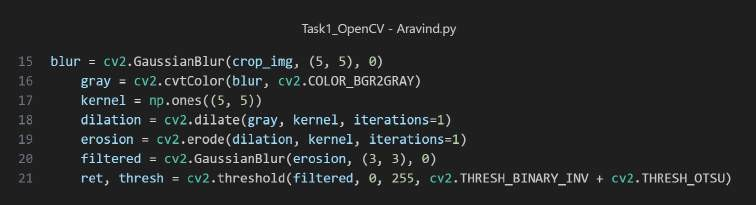 Task1_OpenCV - Aravind.py
15 blur = cv2.GaussianBlur(crop_img, (5, 5), 0)
16 gray = cv2.cvtColor(blur, cv2.COLOR_BGR2GRAY)
17 kernel = np.ones((5, 5))
18 dilation = cv2.dilate(gray, kernel, iterations=1)
19 erosion = cv2.erode(dilation, kernel, iterations=1)
20 filtered = cv2.GaussianBlur(erosion, (3, 3), 0)
21 ret, thresh = cv2.threshold(filtered, 0, 255, cv2.THRESH_BINARY_INV + cv2.THRESH_OTSU)